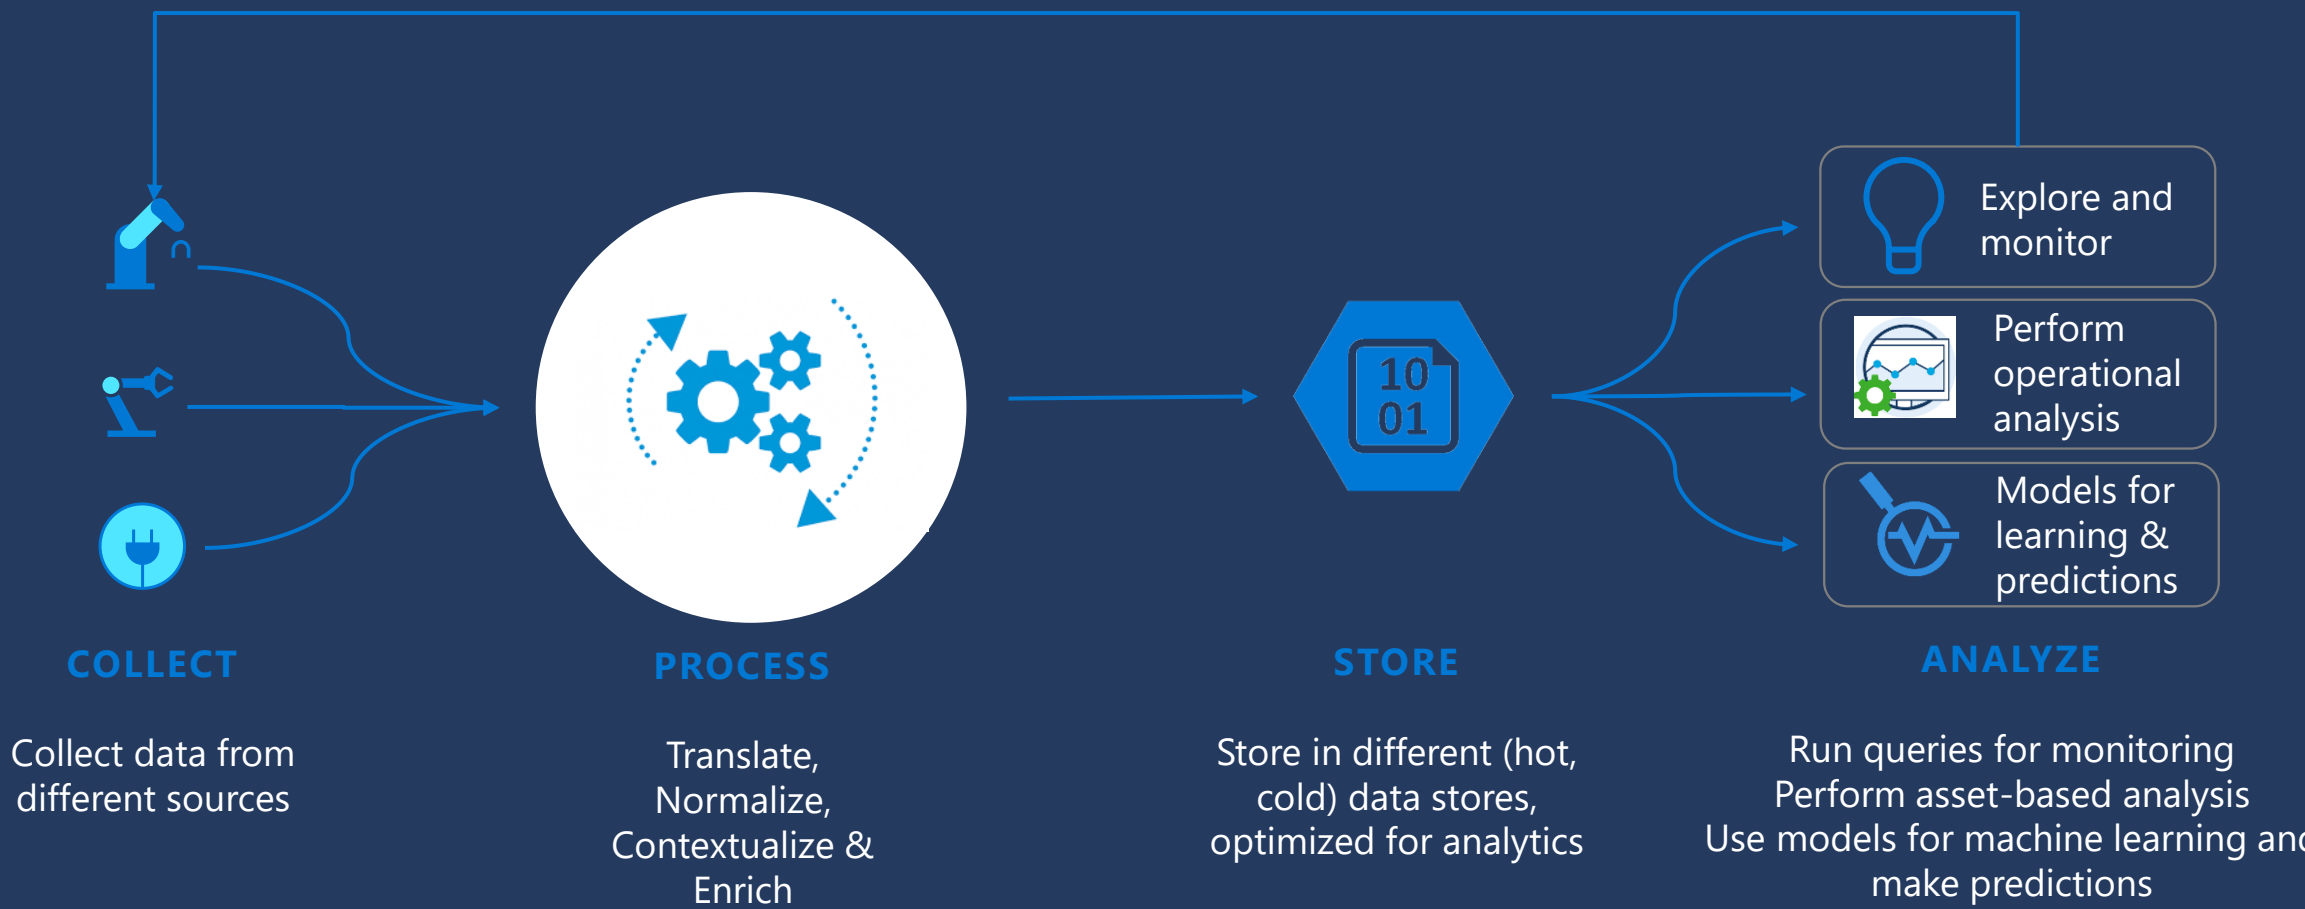 Explore and
monitor
Perform
operational
analysis
Models for
learning &
predictions
10
01
COLLECT
Collect data from
different sources
PROCESS
Translate,
Normalize,
Contextualize &
Enrich
STORE
Store in different (hot,
cold) data stores,
optimized for analytics
ANALYZE
Run queries for monitoring
Perform asset-based analysis
Use models for machine learning and
make predictions